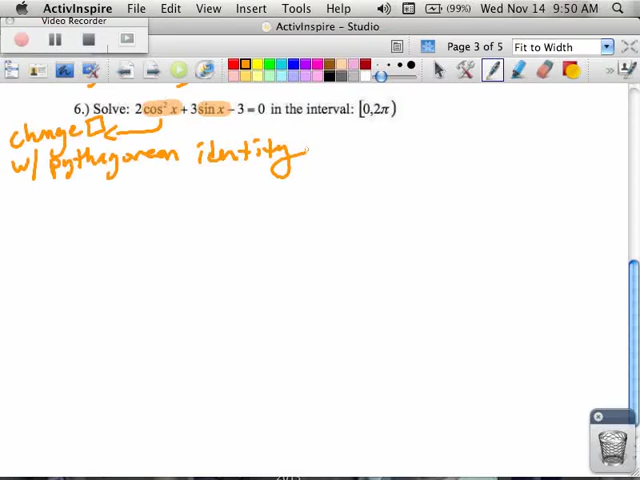 ActivInspire File Edit View Insert Tools Help (99%) Wed Nov 14 9:50 AM
Video Recorder
ActivInspire - Studio
Page 3 of 5 Fit to Width
6.) Solve: 2cos² x + 3sin x − 3 = 0 in the interval: [0,2π)
change
w/ pythagorean identity